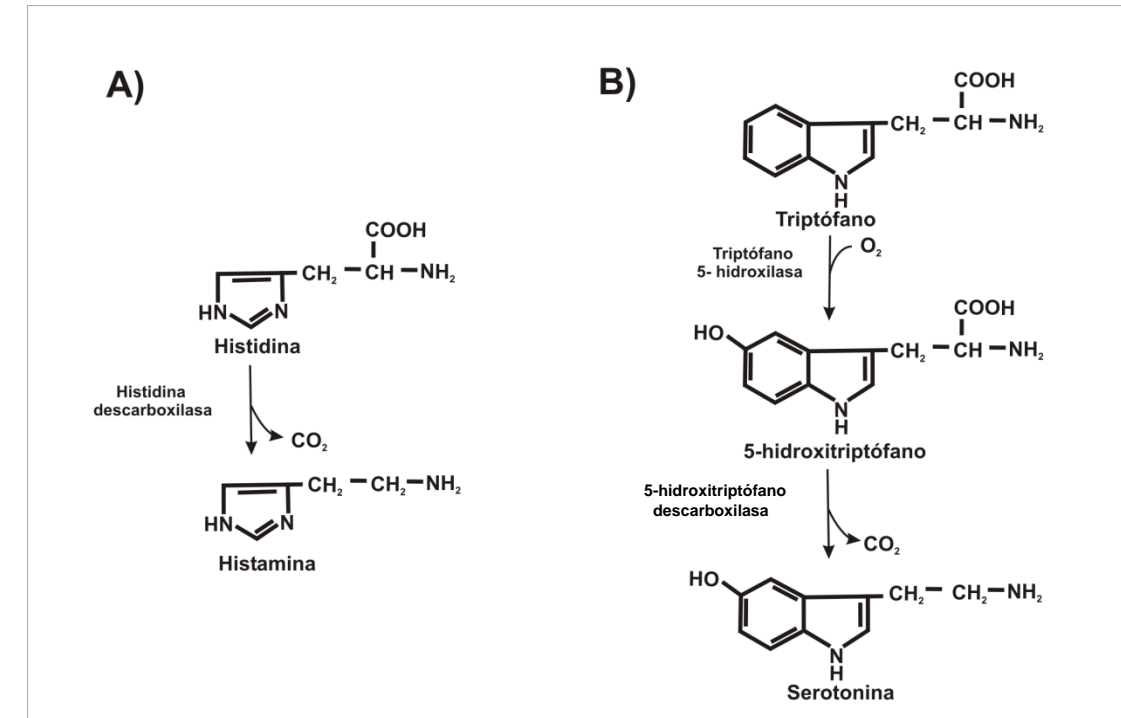 A)
COOH
CH₂ – CH – NH₂
HN N
Histidina
Histidina
descarboxilasa
CO₂
CH₂ – CH₂ – NH₂
HN N
Histamina
B)
COOH
CH₂ – CH – NH₂
N
H
Triptófano
Triptófano
5- hidroxilasa
O₂
COOH
HO
CH₂ – CH – NH₂
N
H
5-hidroxitriptófano
5-hidroxitriptófano
descarboxilasa
CO₂
HO
CH₂ – CH₂ – NH₂
N
H
Serotonina